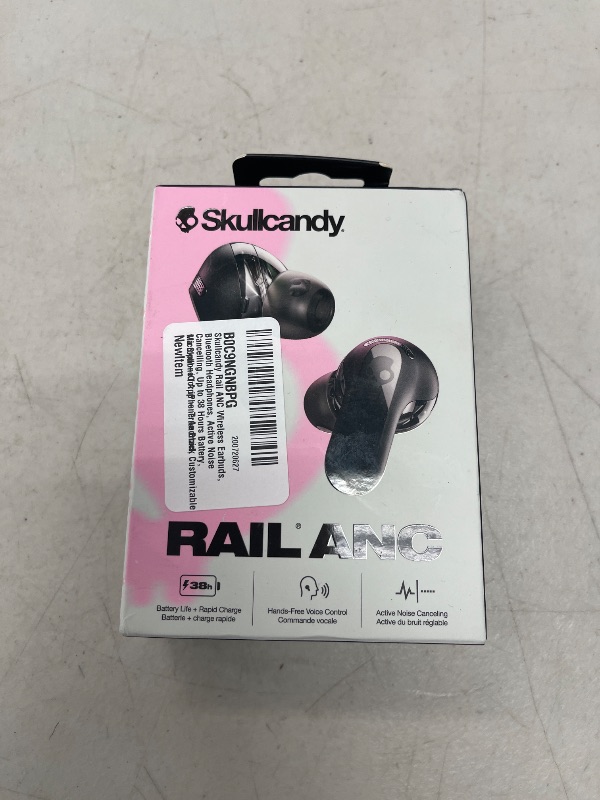 Skullcandy
B0C9NGNBPG
200720627
Skullcandy Rail ANC Wireless Earbuds,
Bluetooth Headphones, Active Noise
Cancelling, Up to 38 Hours Battery,
Customizable
NewItem
RAIL® ANC
38h
Battery Life + Rapid Charge
Batterie + charge rapide
Hands-Free Voice Control
Commande vocale
Active Noise Canceling
Active du bruit réglable